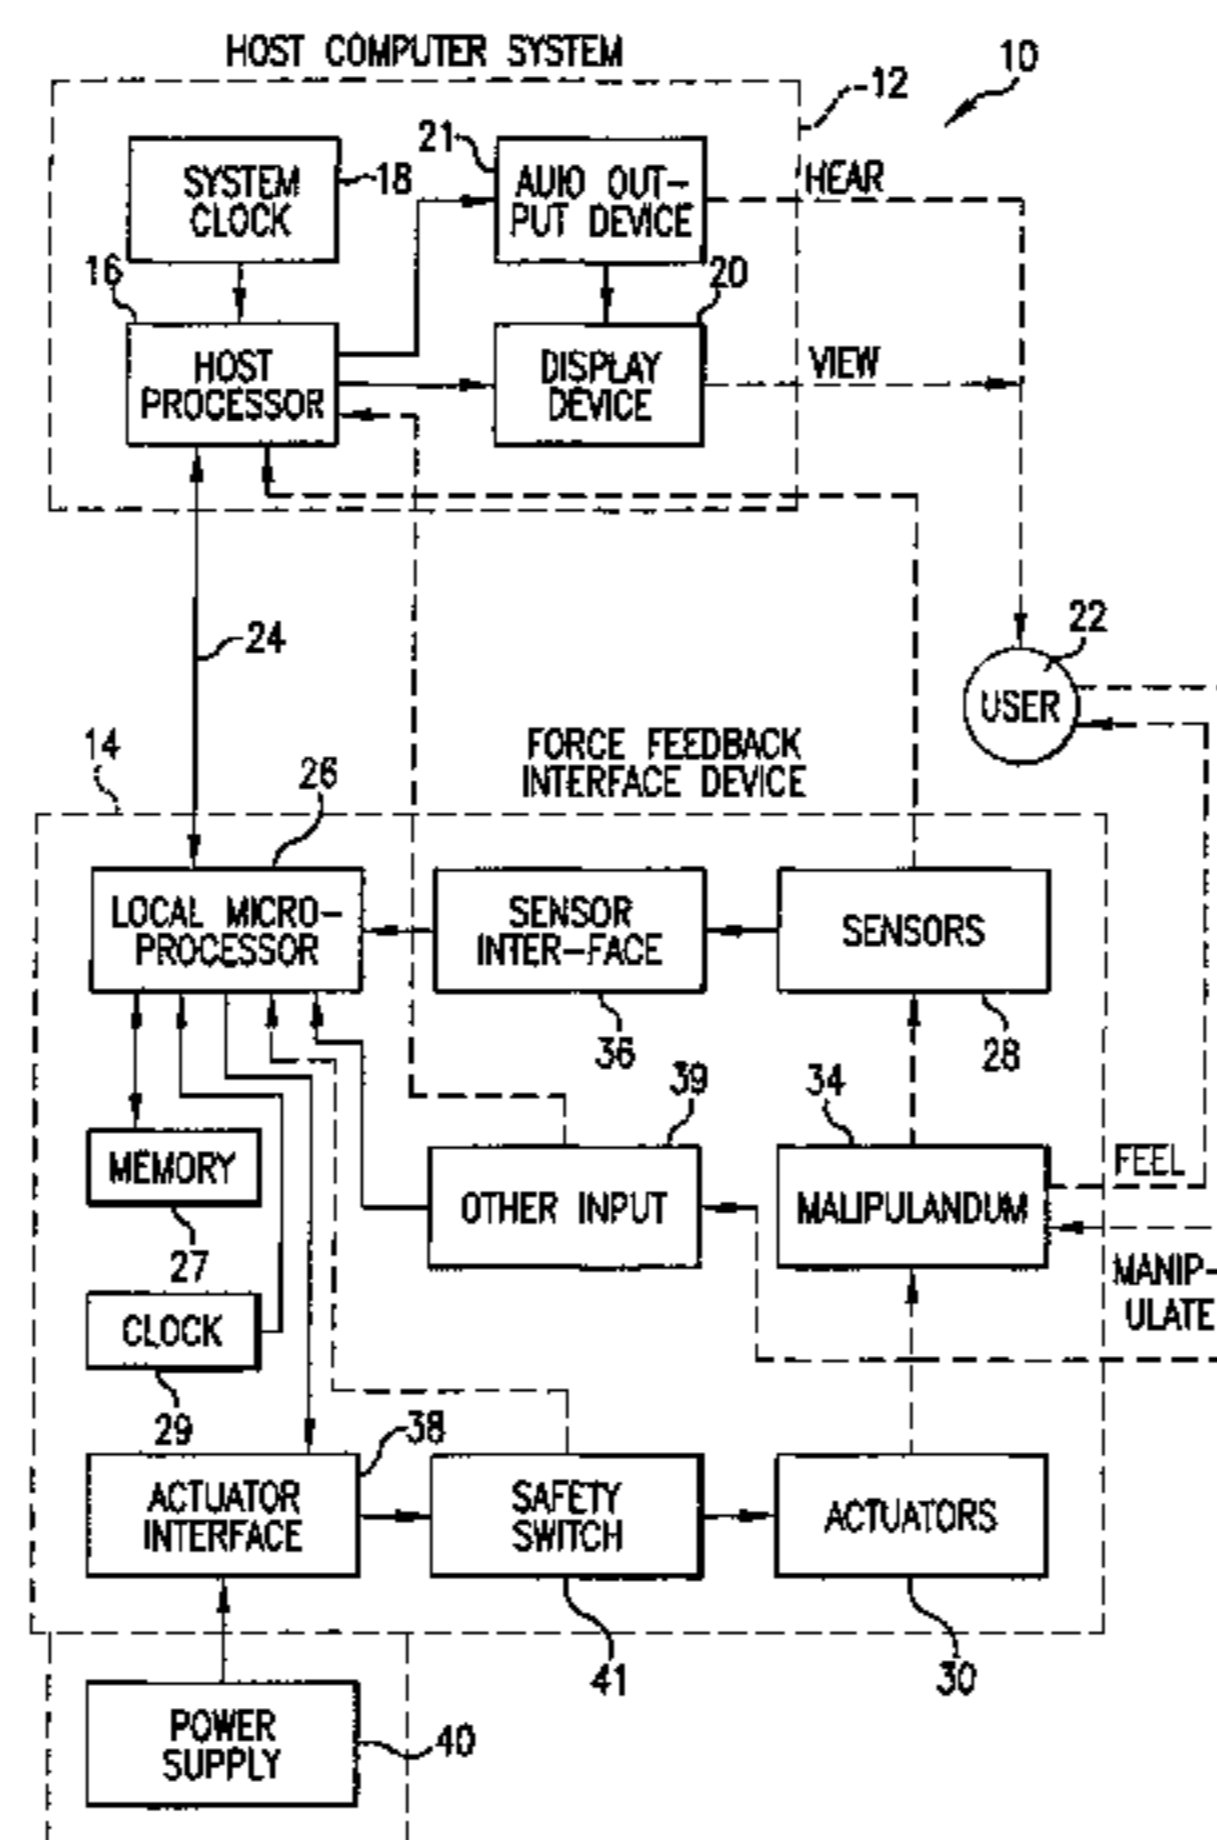 HOST COMPUTER SYSTEM
10
12
21
SYSTEM
CLOCK
18
AUIO OUT-
PUT DEVICE
HEAR
16
20
HOST
PROCESSOR
DISPLAY
DEVICE
VIEW
24
22
USER
14
26
FORCE FEEDBACK
INTERFACE DEVICE
LOCAL MICRO-
PROCESSOR
SENSOR
INTER-FACE
SENSORS
36
28
39
34
MEMORY
OTHER INPUT
MALIPULANDUM
FEEL
27
MANIP-
ULATE
CLOCK
29
38
ACTUATOR
INTERFACE
SAFETY
SWITCH
ACTUATORS
41
30
POWER
SUPPLY
40